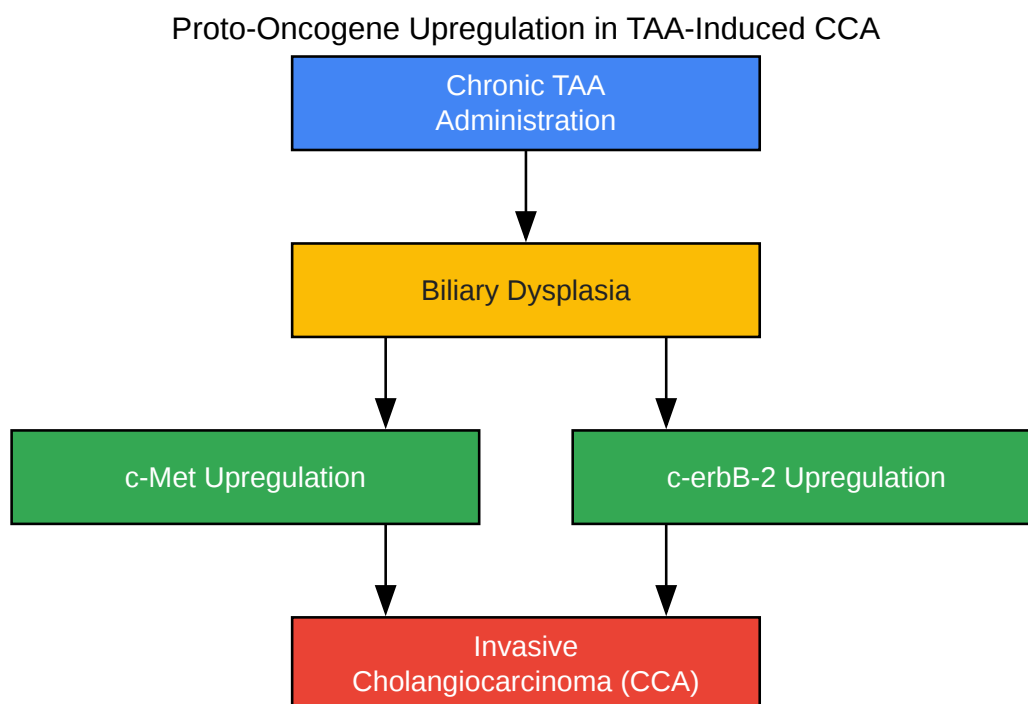 Proto-Oncogene Upregulation in TAA-Induced CCA
Chronic TAA
Administration
Biliary Dysplasia
c-Met Upregulation
c-erbB-2 Upregulation
Invasive
Cholangiocarcinoma (CCA)